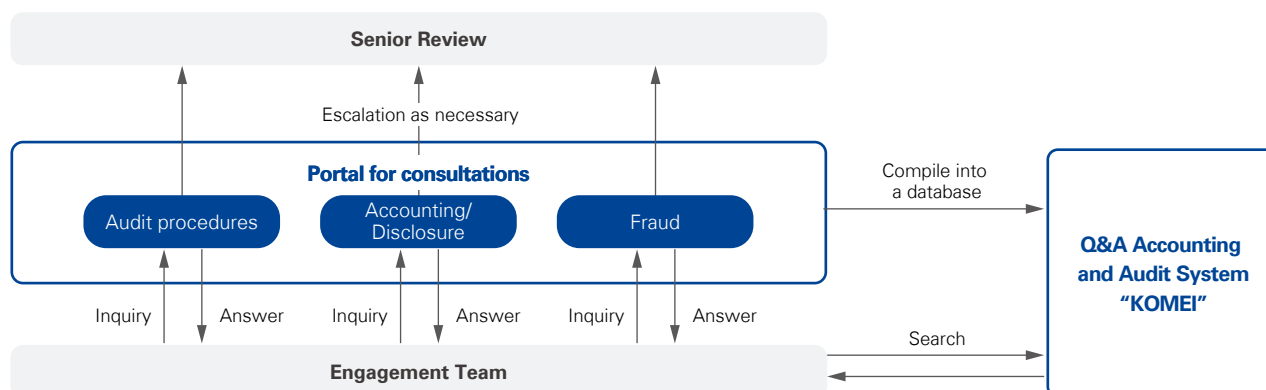 Senior Review
Escalation as necessary
Portal for consultations
Audit procedures
Accounting/
Disclosure
Fraud
Compile into
a database
Q&A Accounting
and Audit System
“KOMEI”
Inquiry
Answer
Inquiry
Answer
Inquiry
Answer
Search
Engagement Team